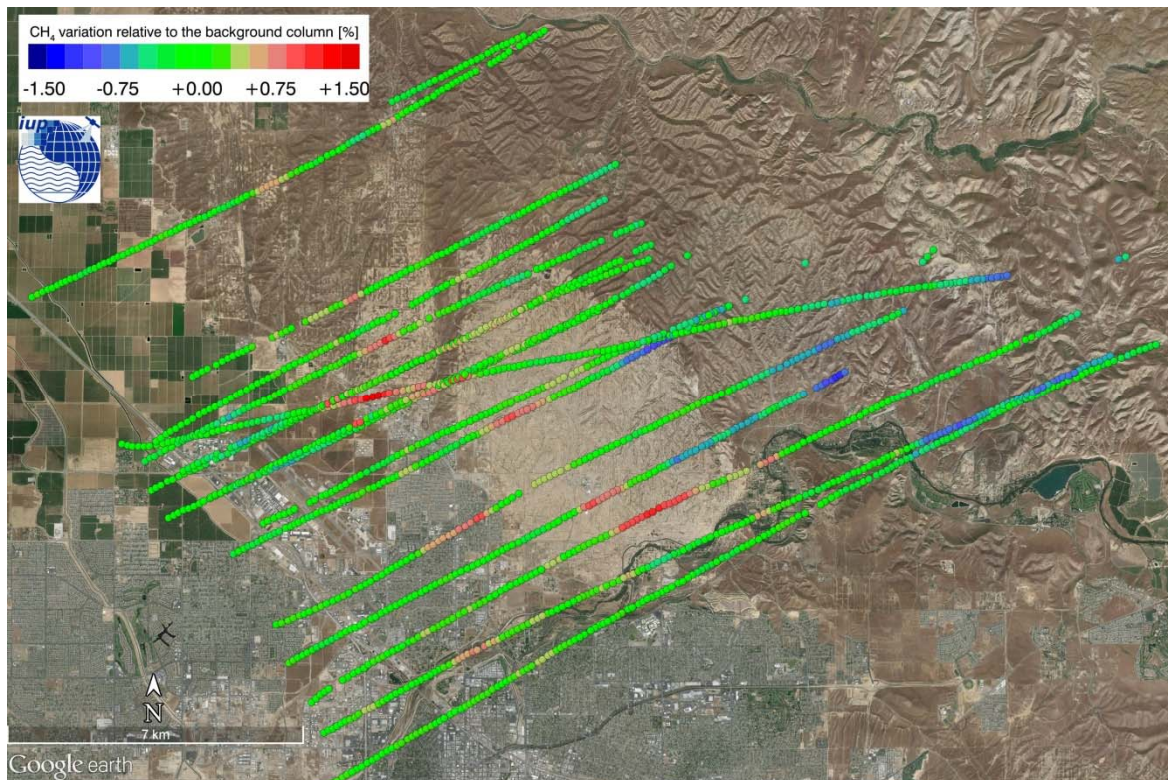 CH₄ variation relative to the background column [%]
-1.50 -0.75 +0.00 +0.75 +1.50
iup
N
7 km
Google earth